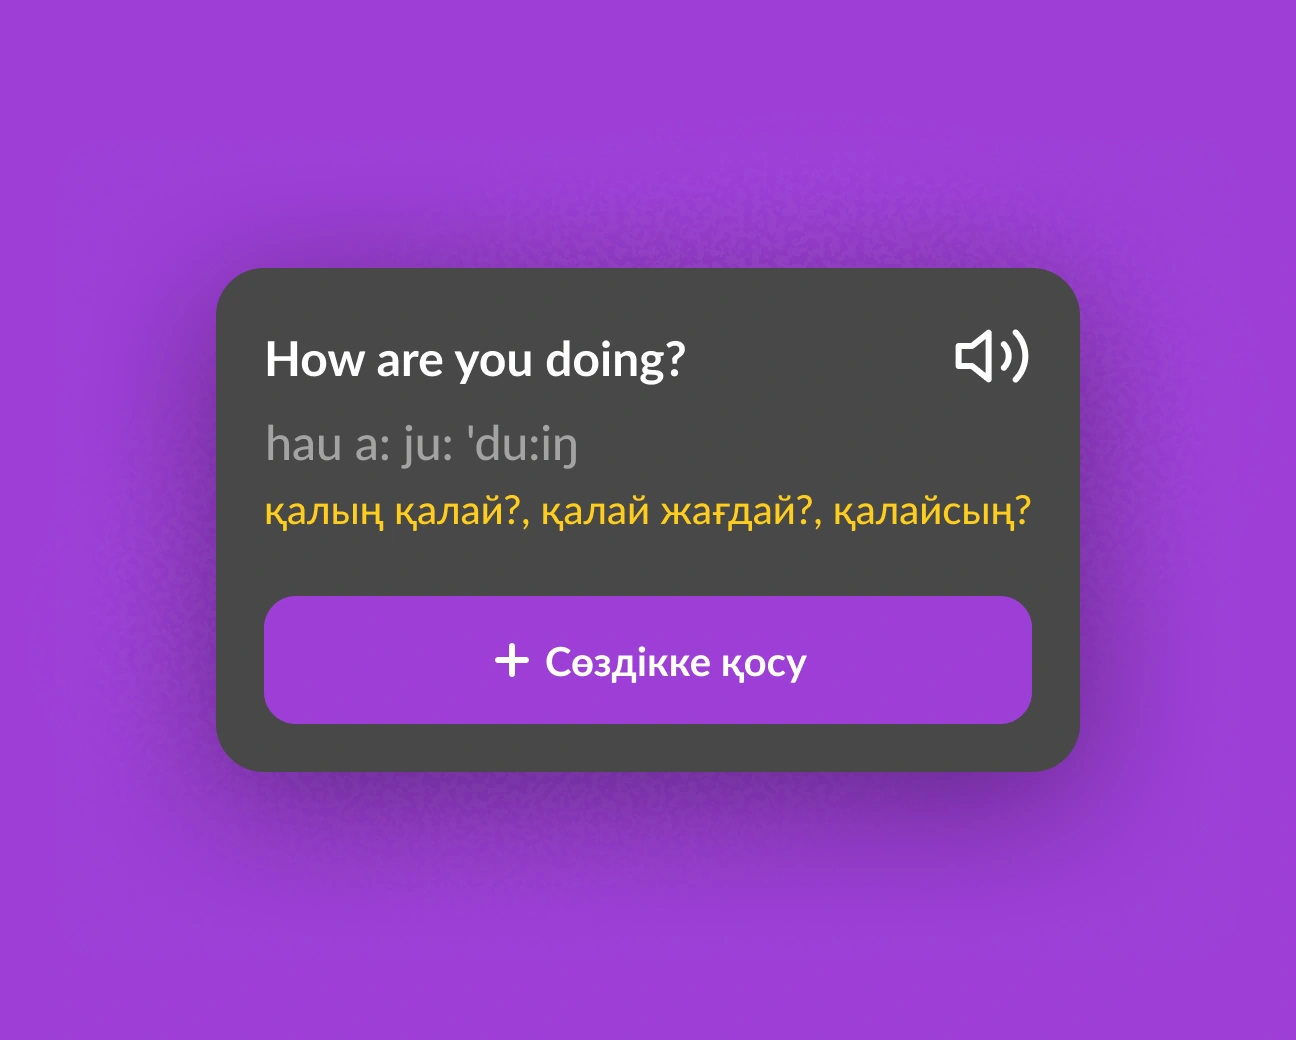 How are you doing?
hau a: ju: 'du:iŋ
қалың қалай?, қалай жағдай?, қалайсың?
+ Сөздікке қосу